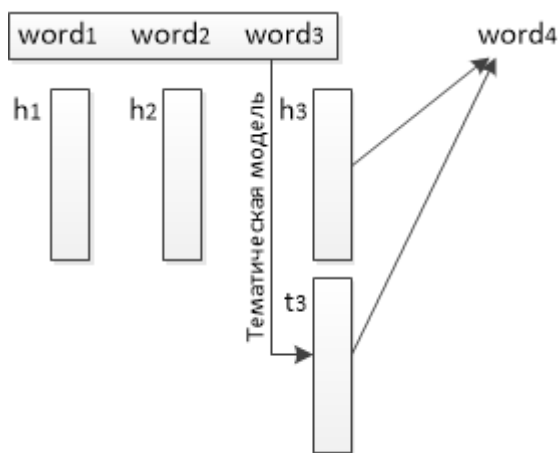 word1 word2 word3 word4
h1 h2 h3
Тематическая модель
t3